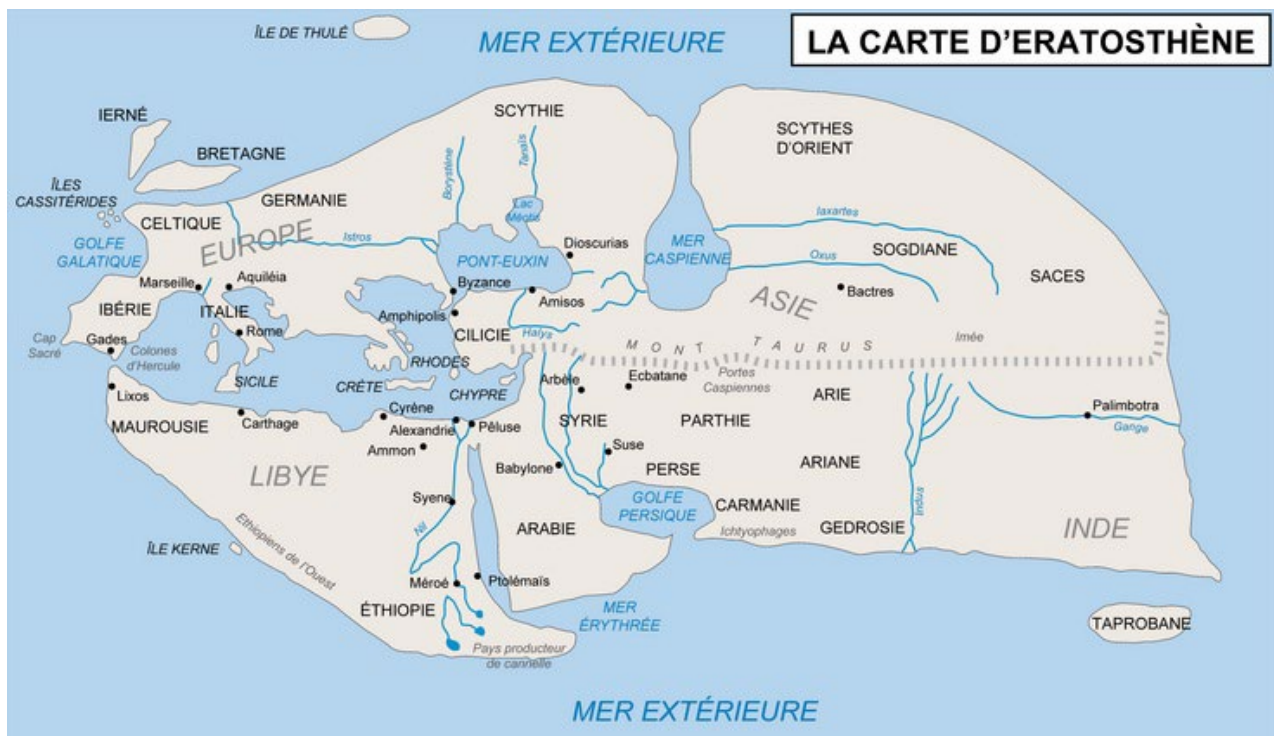 LA CARTE D'ERATOSTHÈNE
ÎLE DE THULÉ
MER EXTÉRIEURE
IERNÉ
BRETAGNE
SCYTHIE
SCYTHES
D'ORIENT
ÎLES
CASSITÉRIDES
GERMANIE
Borystène
Tanaïs
Lac
Méotis
CELTIQUE
EUROPE
Istros
GOLFE
GALATIQUE
PONT-EUXIN
Dioscurias
MER
CASPIENNE
Iaxartes
SOGDIANE
Oxus
SACES
Marseille
Aquiléia
Byzance
Amisos
ASIE
Bactres
IBÉRIE
ITALIE
Amphipolis
CILICIE
Halys
Rome
Cap
Sacré
Gades
Colones
d'Hercule
MONT TAURUS
Imée
RHODES
SICILE
CRÉTE
CHYPRE
Arbèle
Ecbatane
Portes
Caspiennes
Lixos
ARIE
MAUROUSIE
Carthage
Cyrêne
Alexandrie
Pêluse
SYRIE
PARTHIE
Palimbotra
Gange
Ammon
Suse
LIBYE
Babylone
PERSE
ARIANE
Syene
GOLFE
PERSIQUE
CARMANIE
Indus
Nil
ARABIE
Ichtyophages
GEDROSIE
INDE
Ethiopiens de l'Ouest
ÎLE KERNE
Méroé
Ptolémaïs
ÉTHIOPIE
MER
ÉRYTHRÉE
TAPROBANE
Pays producteur
de cannelle
MER EXTÉRIEURE